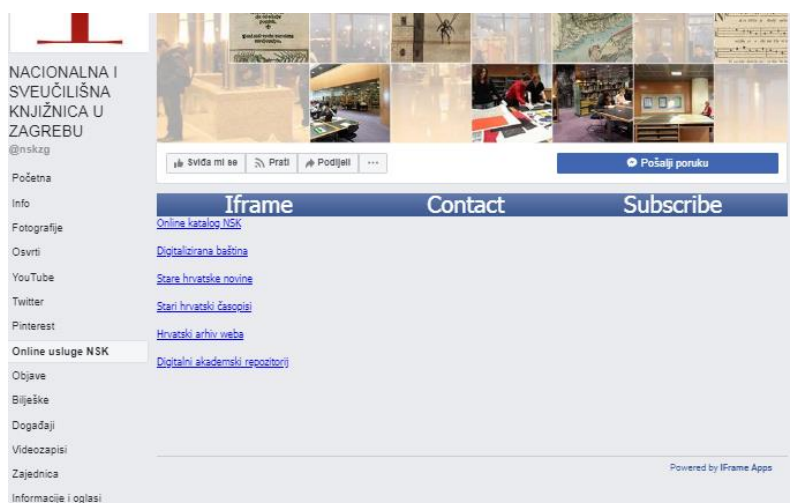 NACIONALNA I
SVEUČILIŠNA
KNJIŽNICA U
ZAGREBU
@nskzg
Početna
Info
Fotografije
Osvrti
YouTube
Twitter
Pinterest
Online usluge NSK
Objave
Bilješke
Događaji
Videozapisi
Zajednica
Informacije i oglasi
Sviđa mi se Prati Podijeli ... Pošalji poruku
Iframe Contact Subscribe
Online katalog NSK
Digitalizirana baština
Stare hrvatske novine
Stari hrvatski časopisi
Hrvatski arhiv weba
Digitalni akademski repozitorij
Powered by IFrame Apps